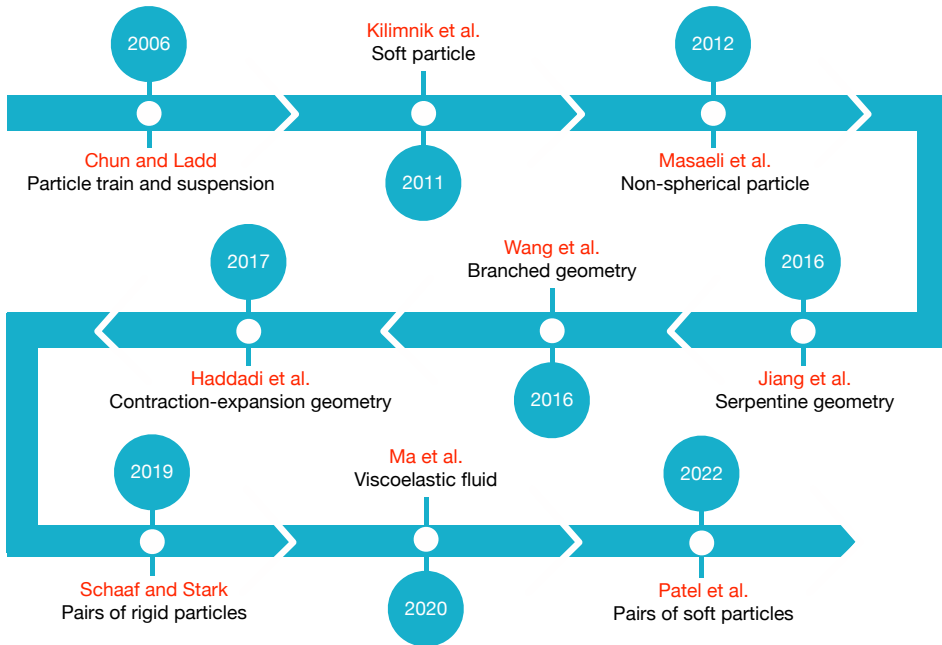 2006
Chun and Ladd
Particle train and suspension
Kilimnik et al.
Soft particle
2011
2012
Masaeli et al.
Non-spherical particle
2016
Jiang et al.
Serpentine geometry
Wang et al.
Branched geometry
2016
2017
Haddadi et al.
Contraction-expansion geometry
2019
Schaaf and Stark
Pairs of rigid particles
Ma et al.
Viscoelastic fluid
2020
2022
Patel et al.
Pairs of soft particles